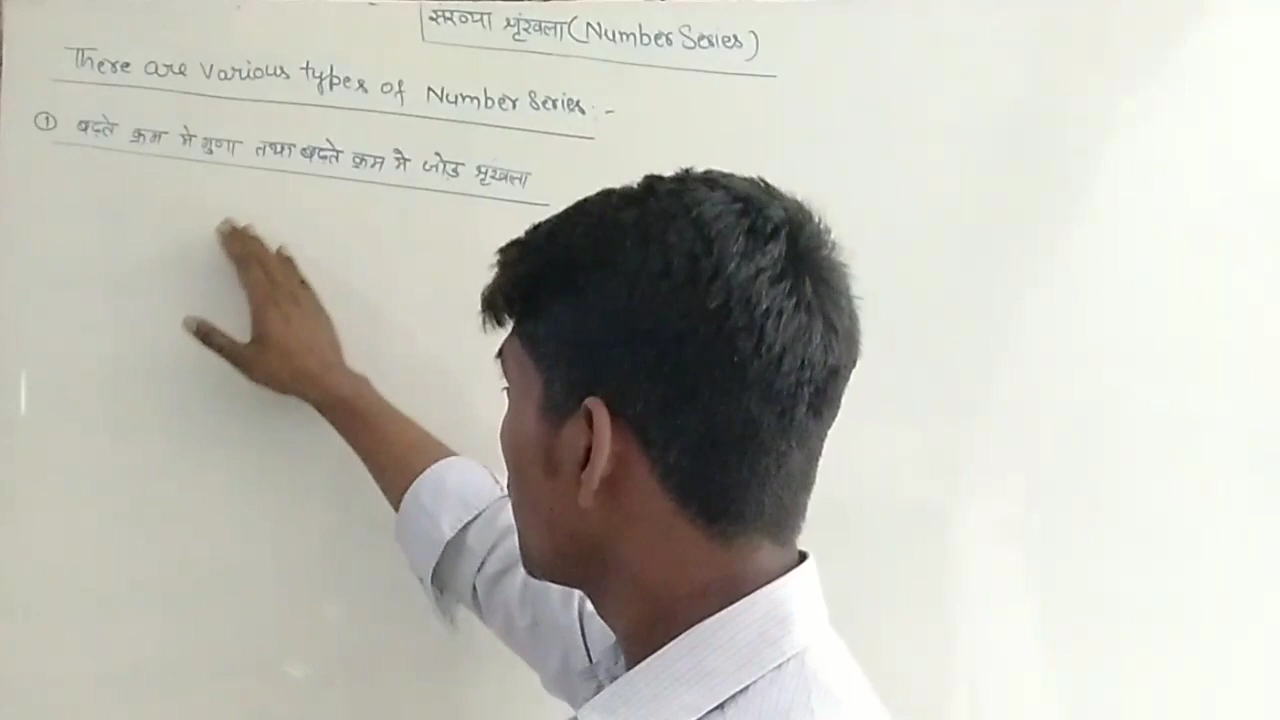 संख्या श्रृंखला (Number Series)
There are various types of Number Series :-
① बढ़ते क्रम मे गुणा तथा बढ़ते क्रम मे जोड़ श्रृंखला